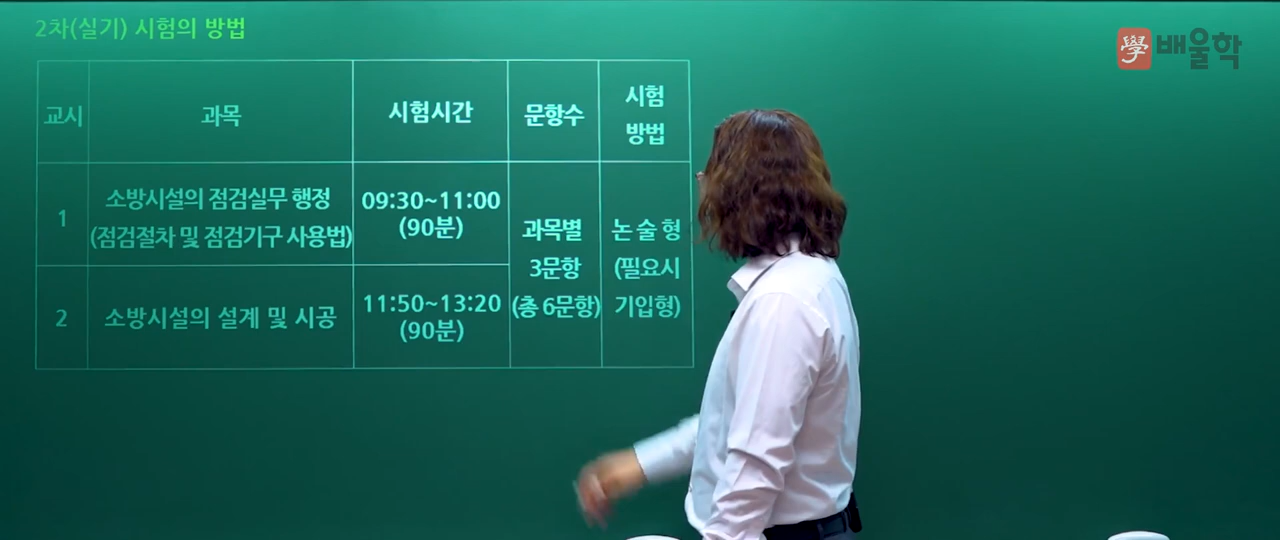 2차(실기) 시험의 방법
學 배울학
교시
과목
시험시간
문항수
시험
방법
1
소방시설의 점검실무 행정
(점검절차 및 점검기구 사용법)
09:30~11:00
(90분)
과목별
3문항
(총 6문항)
논 술 형
(필요시
기입형)
2
소방시설의 설계 및 시공
11:50~13:20
(90분)